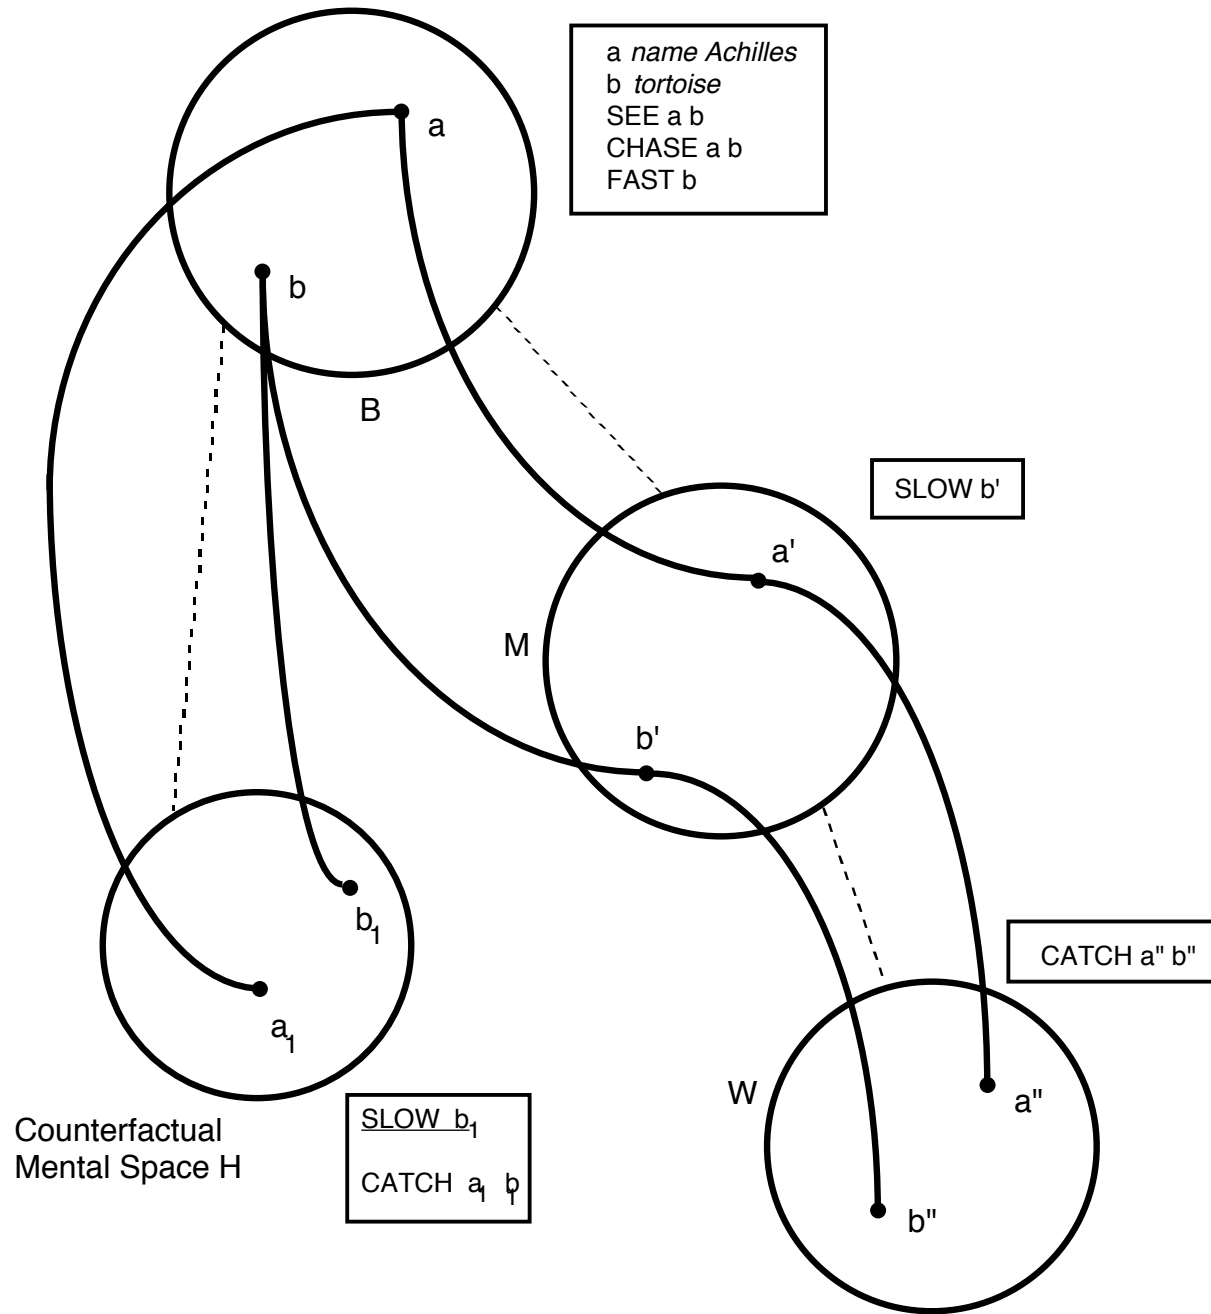 a name Achilles
b tortoise
SEE a b
CHASE a b
FAST b
a
b
B
SLOW b'
a'
M
b'
b₁
a₁
CATCH a" b"
W
a"
b"
Counterfactual
Mental Space H
SLOW b₁
CATCH a₁ b₁